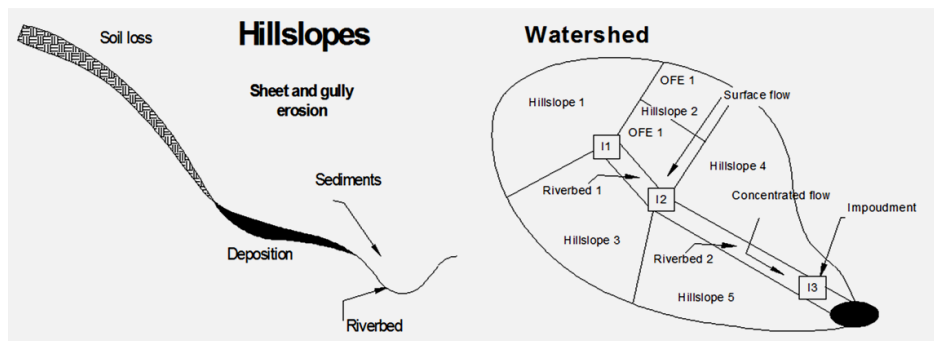 Soil loss
Hillslopes
Sheet and gully
erosion
Sediments
Deposition
Riverbed
Watershed
OFE 1
Surface flow
Hillslope 1
Hillslope 2
OFE 1
I1
Hillslope 4
Riverbed 1
I2
Concentrated flow
Impoudment
Hillslope 3
Riverbed 2
I3
Hillslope 5